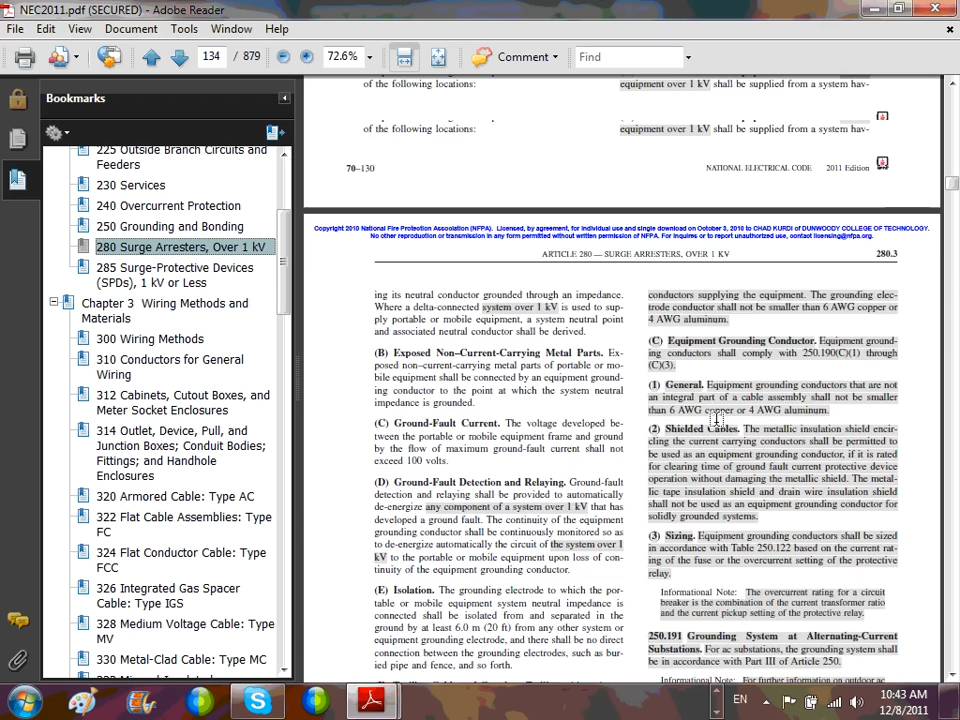 NEC2011.pdf (SECURED) - Adobe Reader
File Edit View Document Tools Window Help
134 / 879 72.6% Comment Find
Bookmarks
225 Outside Branch Circuits and
Feeders
230 Services
240 Overcurrent Protection
250 Grounding and Bonding
280 Surge Arresters, Over 1 kV
285 Surge-Protective Devices
(SPDs), 1 kV or Less
Chapter 3 Wiring Methods and
Materials
300 Wiring Methods
310 Conductors for General
Wiring
312 Cabinets, Cutout Boxes, and
Meter Socket Enclosures
314 Outlet, Device, Pull, and
Junction Boxes; Conduit Bodies;
Fittings; and Handhole
Enclosures
320 Armored Cable: Type AC
322 Flat Cable Assemblies: Type
FC
324 Flat Conductor Cable: Type
FCC
326 Integrated Gas Spacer
Cable: Type IGS
328 Medium Voltage Cable: Type
MV
330 Metal-Clad Cable: Type MC
of the following locations:
equipment over 1 kV shall be supplied from a system hav-
of the following locations:
equipment over 1 kV shall be supplied from a system hav-
70–130 NATIONAL ELECTRICAL CODE 2011 Edition
Copyright 2010 National Fire Protection Association (NFPA). Licensed, by agreement, for individual use and single download on October 3, 2010 to CHAD KURDI of DUNWOODY COLLEGE OF TECHNOLOGY.
No other reproduction or transmission in any form permitted without written permission of NFPA. For inquires or to report unauthorized use, contact licensing@nfpa.org.
ARTICLE 280 — SURGE ARRESTERS, OVER 1 KV 280.3
ing its neutral conductor grounded through an impedance.
Where a delta-connected system over 1 kV is used to sup-
ply portable or mobile equipment, a system neutral point
and associated neutral conductor shall be derived.
(B) Exposed Non–Current-Carrying Metal Parts. Ex-
posed non–current-carrying metal parts of portable or mo-
bile equipment shall be connected by an equipment ground-
ing conductor to the point at which the system neutral
impedance is grounded.
(C) Ground-Fault Current. The voltage developed be-
tween the portable or mobile equipment frame and ground
by the flow of maximum ground-fault current shall not
exceed 100 volts.
(D) Ground-Fault Detection and Relaying. Ground-fault
detection and relaying shall be provided to automatically
de-energize any component of a system over 1 kV that has
developed a ground fault. The continuity of the equipment
grounding conductor shall be continuously monitored so as
to de-energize automatically the circuit of the system over 1
kV to the portable or mobile equipment upon loss of con-
tinuity of the equipment grounding conductor.
(E) Isolation. The grounding electrode to which the por-
table or mobile equipment system neutral impedance is
connected shall be isolated from and separated in the
ground by at least 6.0 m (20 ft) from any other system or
equipment grounding electrode, and there shall be no direct
connection between the grounding electrodes, such as bur-
ied pipe and fence, and so forth.
conductors supplying the equipment. The grounding elec-
trode conductor shall not be smaller than 6 AWG copper or
4 AWG aluminum.
(C) Equipment Grounding Conductor. Equipment ground-
ing conductors shall comply with 250.190(C)(1) through
(C)(3).
(1) General. Equipment grounding conductors that are not
an integral part of a cable assembly shall not be smaller
than 6 AWG copper or 4 AWG aluminum.
(2) Shielded Cables. The metallic insulation shield encir-
cling the current carrying conductors shall be permitted to
be used as an equipment grounding conductor, if it is rated
for clearing time of ground fault current protective device
operation without damaging the metallic shield. The metal-
lic tape insulation shield and drain wire insulation shield
shall not be used as an equipment grounding conductor for
solidly grounded systems.
(3) Sizing. Equipment grounding conductors shall be sized
in accordance with Table 250.122 based on the current rat-
ing of the fuse or the overcurrent setting of the protective
relay.
Informational Note: The overcurrent rating for a circuit
breaker is the combination of the current transformer ratio
and the current pickup setting of the protective relay.
250.191 Grounding System at Alternating-Current
Substations. For ac substations, the grounding system shall
be in accordance with Part III of Article 250.
Informational Note: For further information on outdoor ac
EN 10:43 AM
12/8/2011